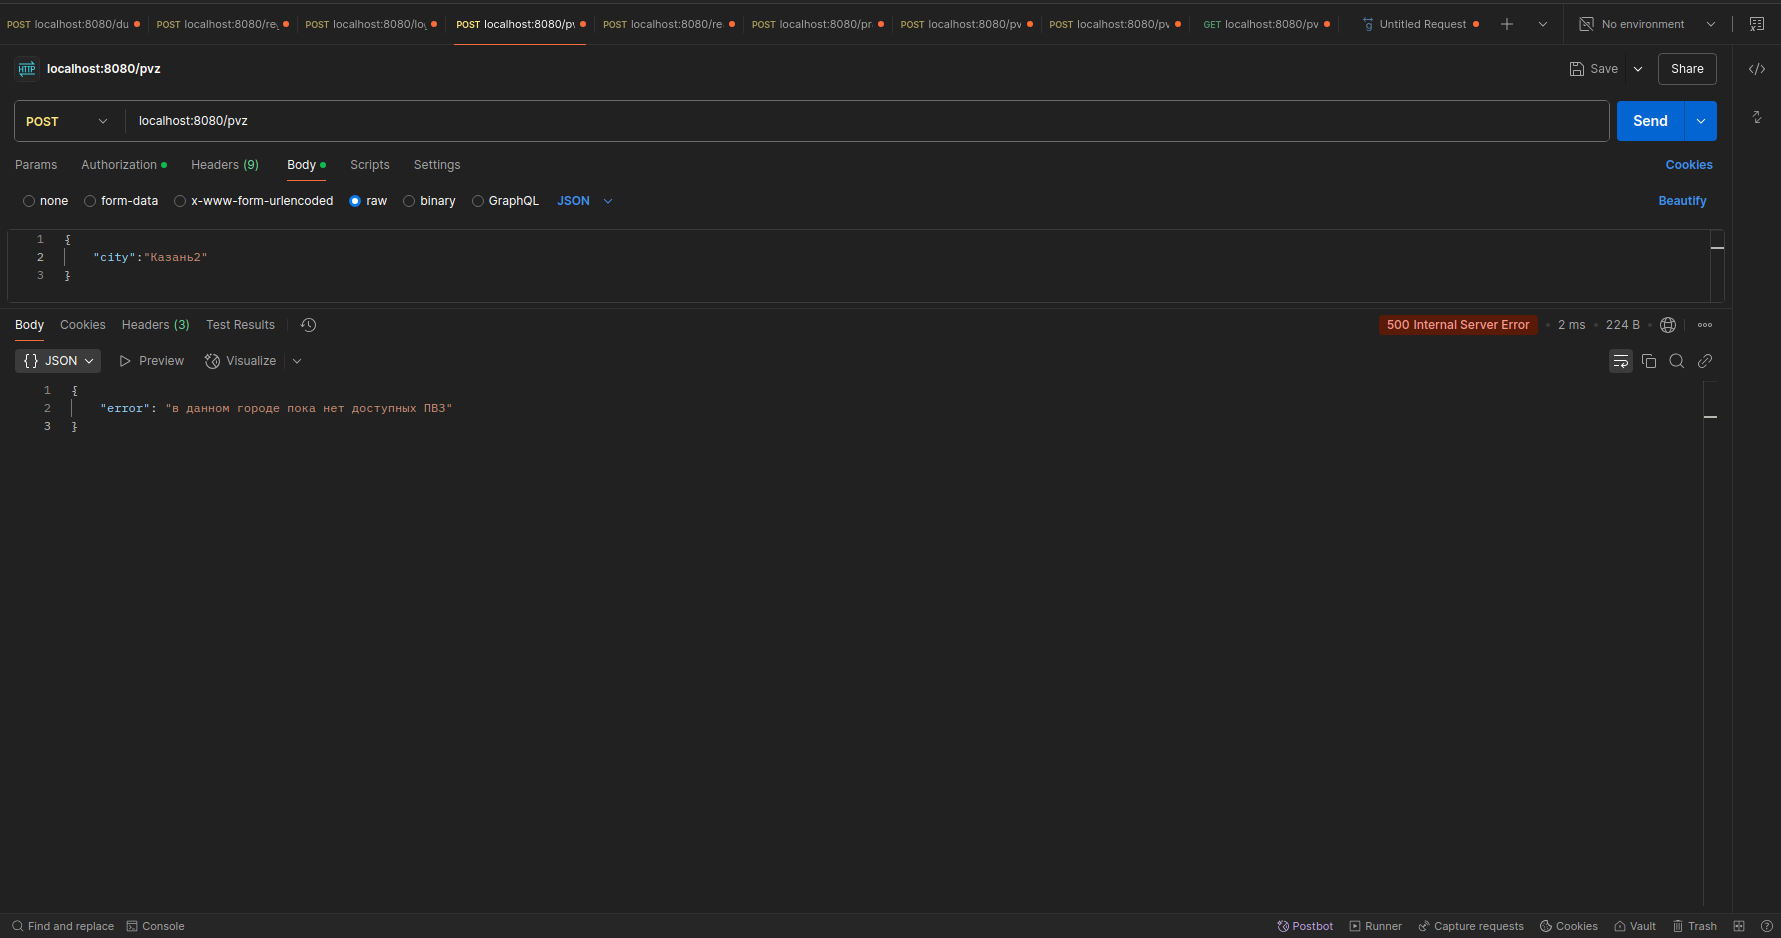 POST localhost:8080/du POST localhost:8080/re POST localhost:8080/lo POST localhost:8080/pv POST localhost:8080/re POST localhost:8080/pr POST localhost:8080/pv POST localhost:8080/pv GET localhost:8080/pv Untitled Request No environment
HTTP localhost:8080/pvz Save Share
POST localhost:8080/pvz Send
Params Authorization Headers (9) Body Scripts Settings Cookies
none form-data x-www-form-urlencoded raw binary GraphQL JSON Beautify
1 {
2 "city":"Казань2"
3 }
Body Cookies Headers (3) Test Results 500 Internal Server Error 2 ms 224 B
{} JSON Preview Visualize
1 {
2 "error": "в данном городе пока нет доступных ПВЗ"
3 }
Find and replace Console Postbot Runner Capture requests Cookies Vault Trash